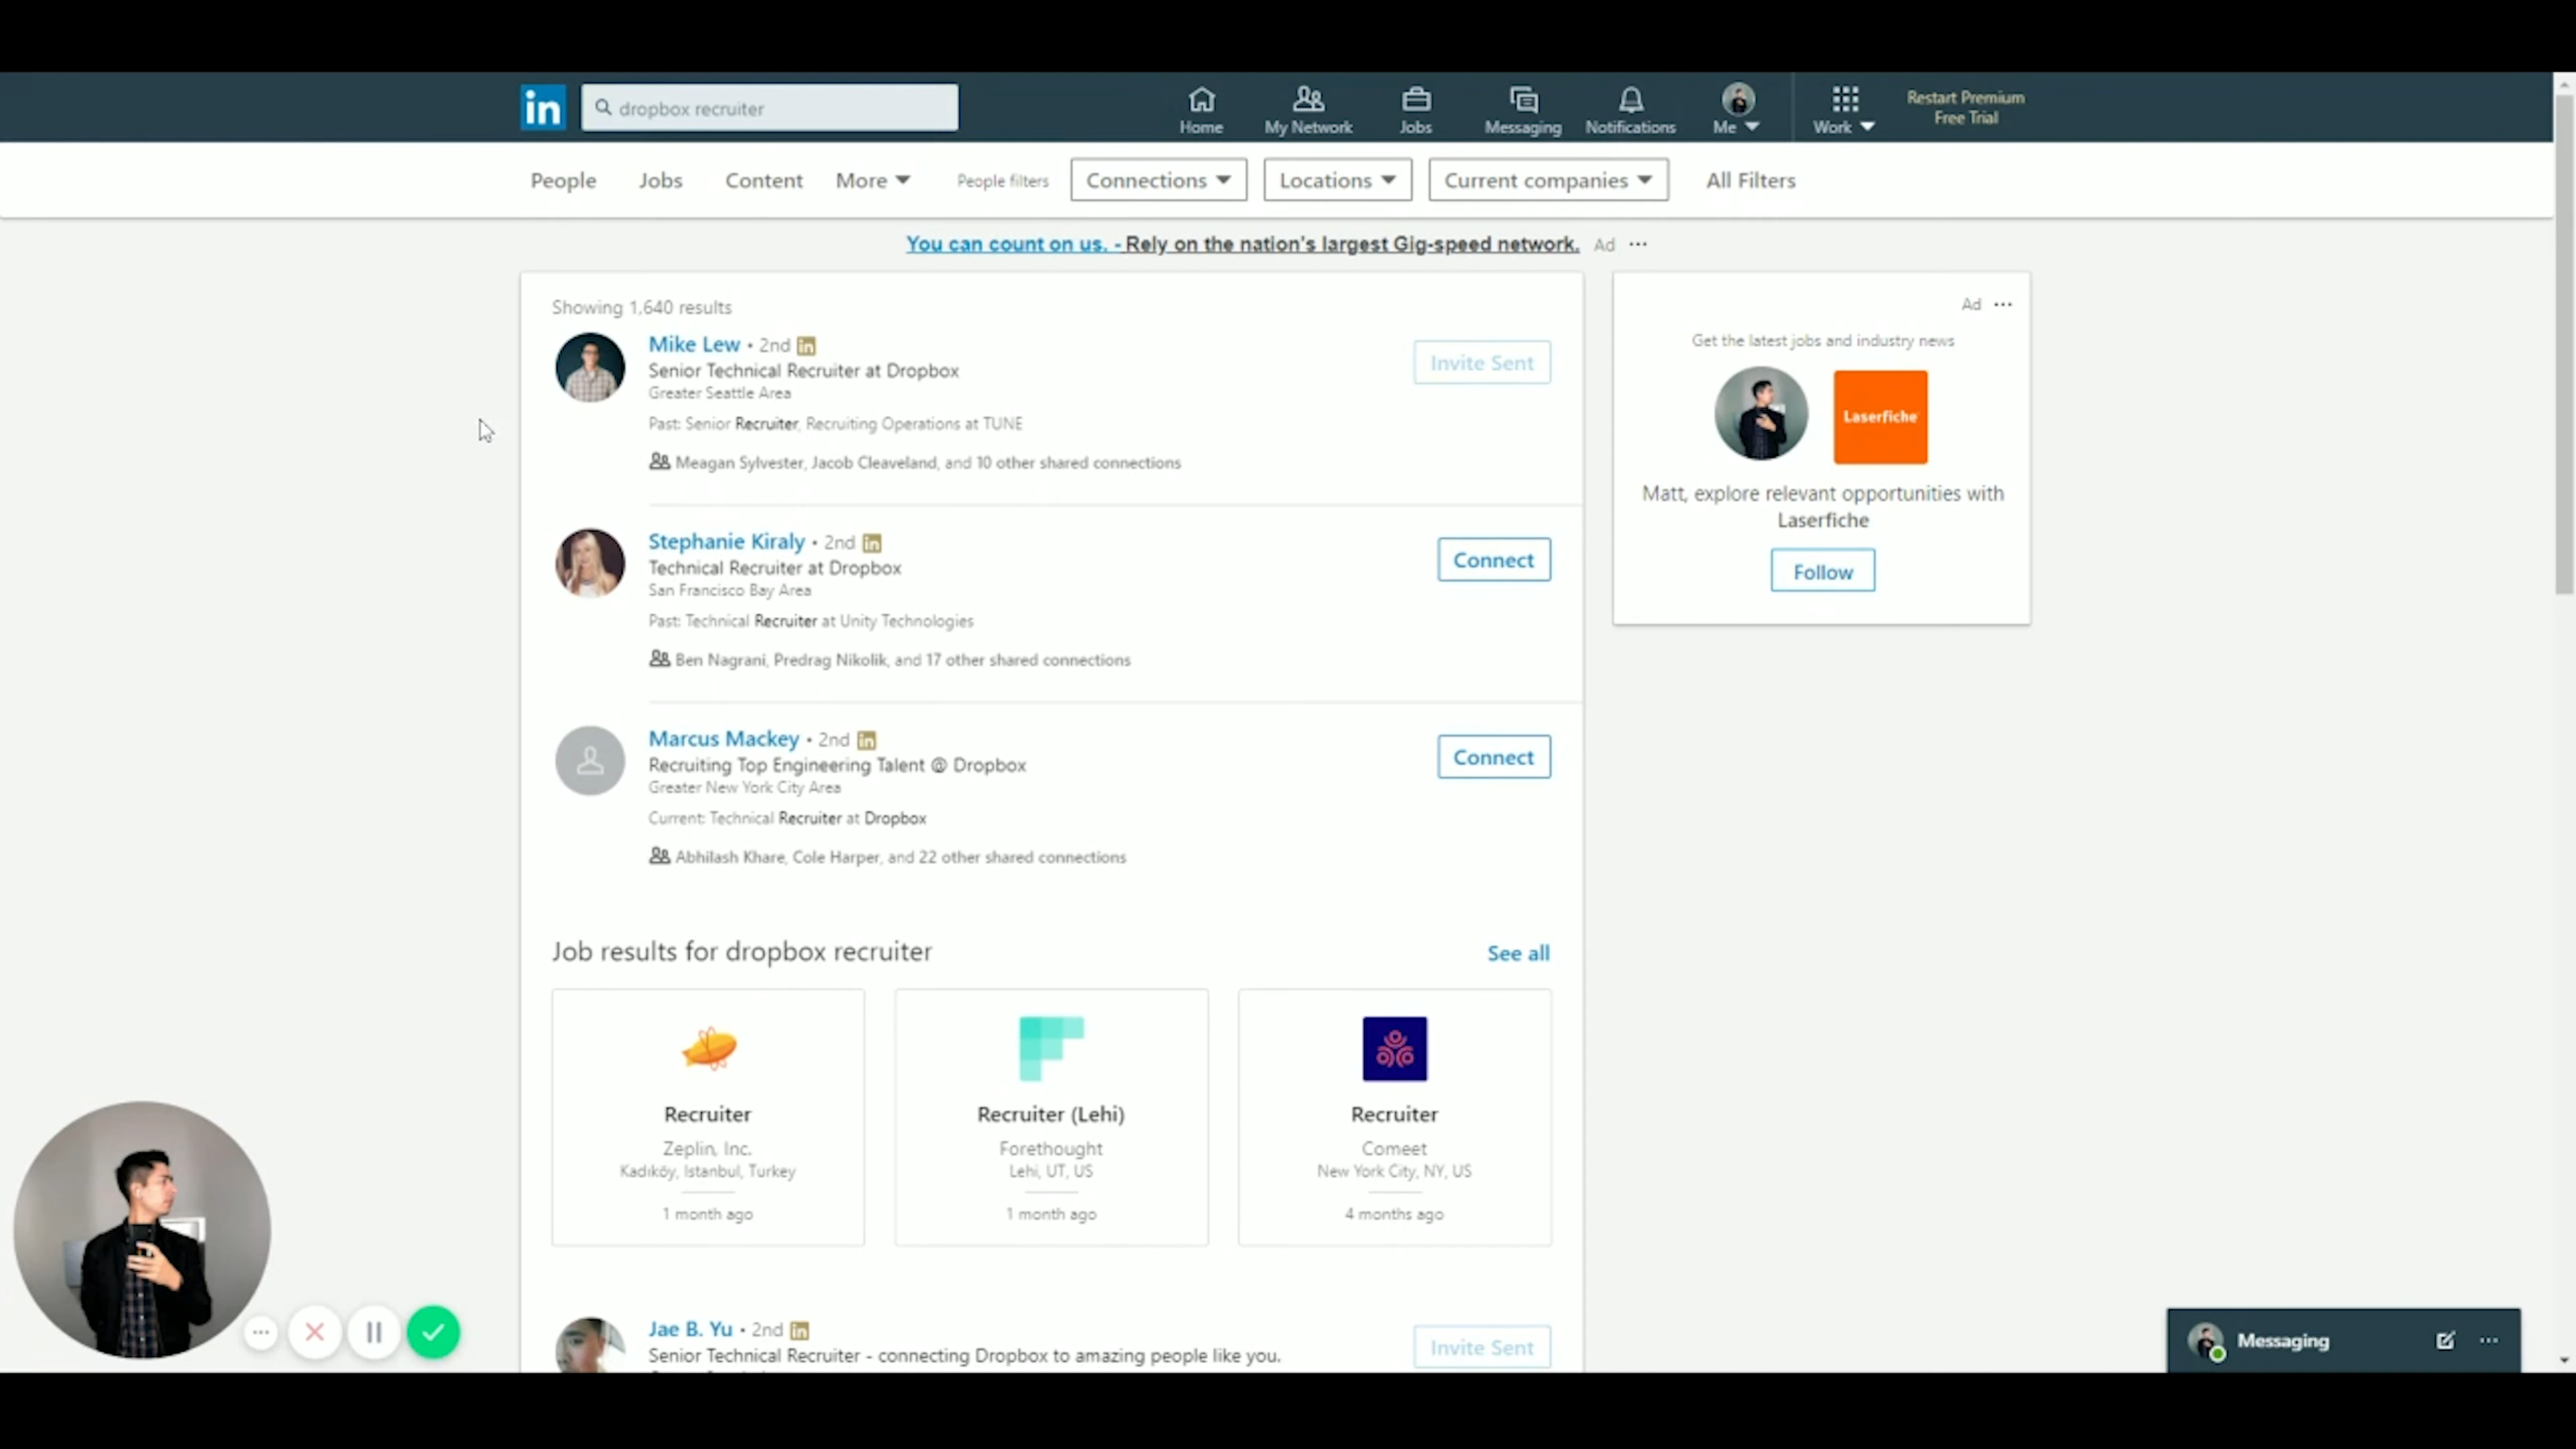 in
dropbox recruiter
Home
My Network
Jobs
Messaging
Notifications
Me
Work
Restart Premium
Free Trial
People
Jobs
Content
More
People filters
Connections
Locations
Current companies
All Filters
You can count on us. - Rely on the nation's largest Gig-speed network. Ad ...
Showing 1,640 results
Mike Lew • 2nd in
Senior Technical Recruiter at Dropbox
Greater Seattle Area
Past: Senior Recruiter, Recruiting Operations at TUNE
Meagan Sylvester, Jacob Cleaveland, and 10 other shared connections
Invite Sent
Stephanie Kiraly • 2nd in
Technical Recruiter at Dropbox
San Francisco Bay Area
Past: Technical Recruiter at Unity Technologies
Ben Nagrani, Predrag Nikolik, and 17 other shared connections
Connect
Marcus Mackey • 2nd in
Recruiting Top Engineering Talent @ Dropbox
Greater New York City Area
Current: Technical Recruiter at Dropbox
Abhilash Khare, Cole Harper, and 22 other shared connections
Connect
Job results for dropbox recruiter
See all
Recruiter
Zeplin, Inc.
Kadıköy, Istanbul, Turkey
1 month ago
Recruiter (Lehi)
Forethought
Lehi, UT, US
1 month ago
Recruiter
Comeet
New York City, NY, US
4 months ago
Jae B. Yu • 2nd in
Senior Technical Recruiter - connecting Dropbox to amazing people like you.
Invite Sent
Ad ...
Get the latest jobs and industry news
Laserfiche
Matt, explore relevant opportunities with
Laserfiche
Follow
Messaging